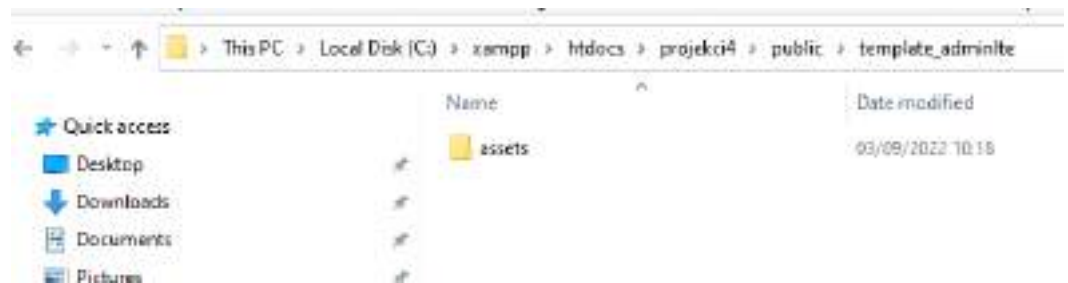 This PC > Local Disk (C:) > xampp > htdocs > projekci4 > public > template_adminlte
Name Date modified
Quick access
assets 03/09/2022 10:18
Desktop
Downloads
Documents
Pictures